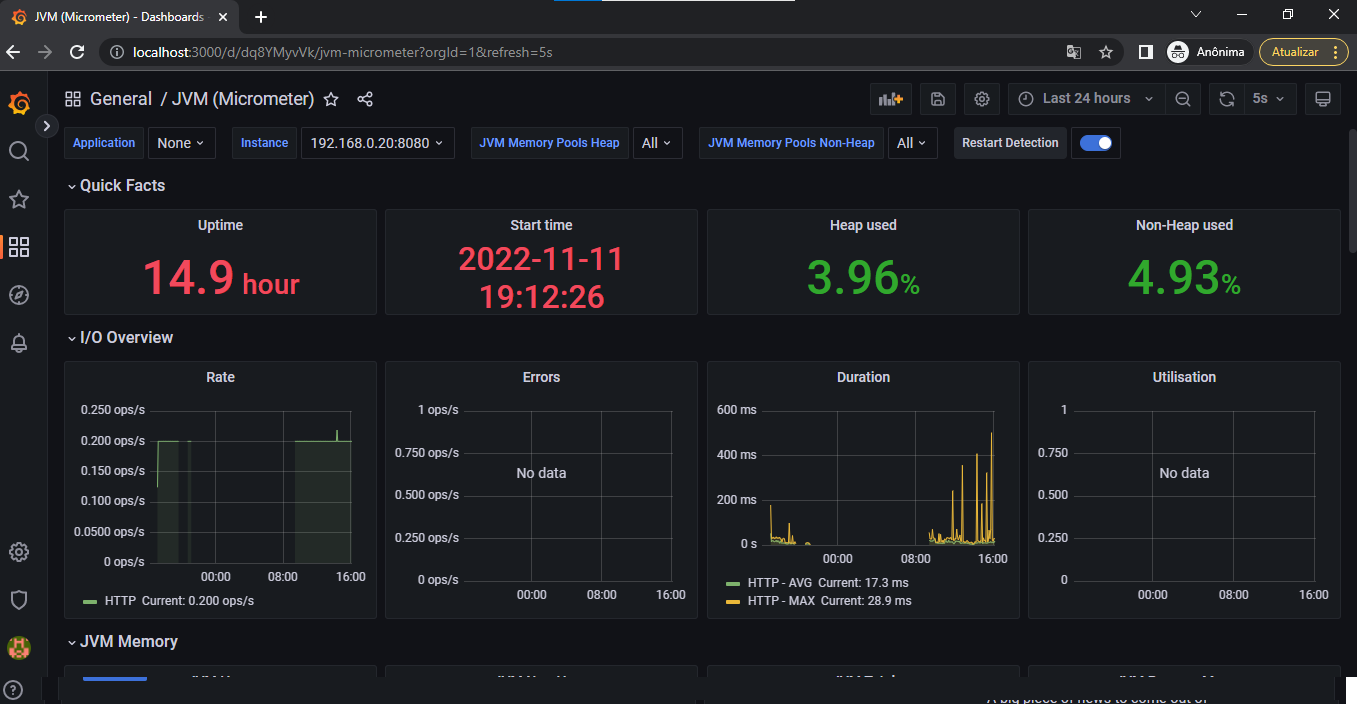 JVM (Micrometer) - Dashboards
localhost:3000/d/dq8YMyvVk/jvm-micrometer?orgId=1&refresh=5s
Anônima
Atualizar
General / JVM (Micrometer)
Last 24 hours
5s
Application
None
Instance
192.168.0.20:8080
JVM Memory Pools Heap
All
JVM Memory Pools Non-Heap
All
Restart Detection
Quick Facts
Uptime
14.9 hour
Start time
2022-11-11
19:12:26
Heap used
3.96%
Non-Heap used
4.93%
I/O Overview
Rate
0.250 ops/s
0.200 ops/s
0.150 ops/s
0.100 ops/s
0.0500 ops/s
0 ops/s
00:00 08:00 16:00
HTTP Current: 0.200 ops/s
Errors
1 ops/s
0.750 ops/s
0.500 ops/s
0.250 ops/s
0 ops/s
No data
00:00 08:00 16:00
Duration
600 ms
400 ms
200 ms
0 s
00:00 08:00 16:00
HTTP - AVG Current: 17.3 ms
HTTP - MAX Current: 28.9 ms
Utilisation
1
0.750
0.500
0.250
0
No data
00:00 08:00 16:00
JVM Memory
A big piece of news to come out of